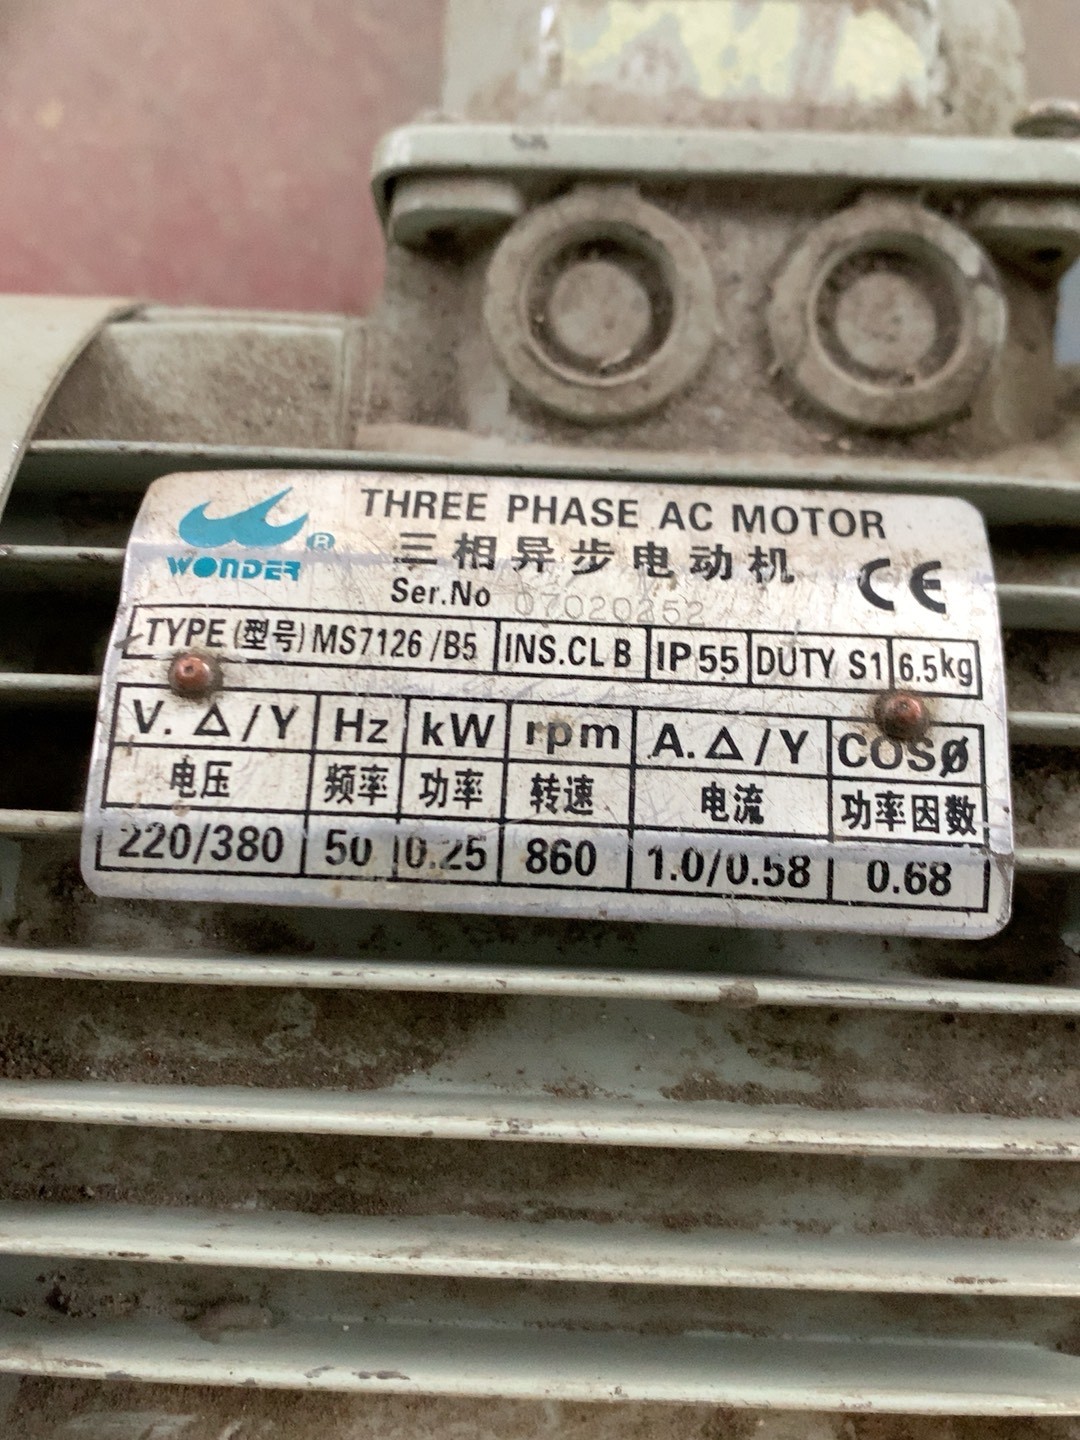 THREE PHASE AC MOTOR
WONDER ®
三相异步电动机
CE
Ser.No 07020252
TYPE(型号)MS7126/B5 INS.CL B IP55 DUTY S1 6.5kg
V.Δ/Y Hz kW rpm A.Δ/Y COSØ
电压 频率 功率 转速 电流 功率因数
220/380 50 0.25 860 1.0/0.58 0.68